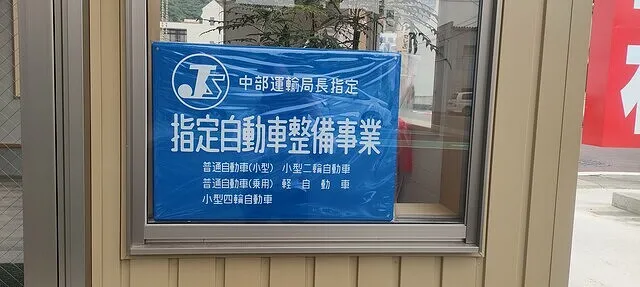 JS 中部運輸局長指定
指定自動車整備事業
普通自動車(小型) 小型二輪自動車
普通自動車(乗用) 軽自動車
小型四輪自動車